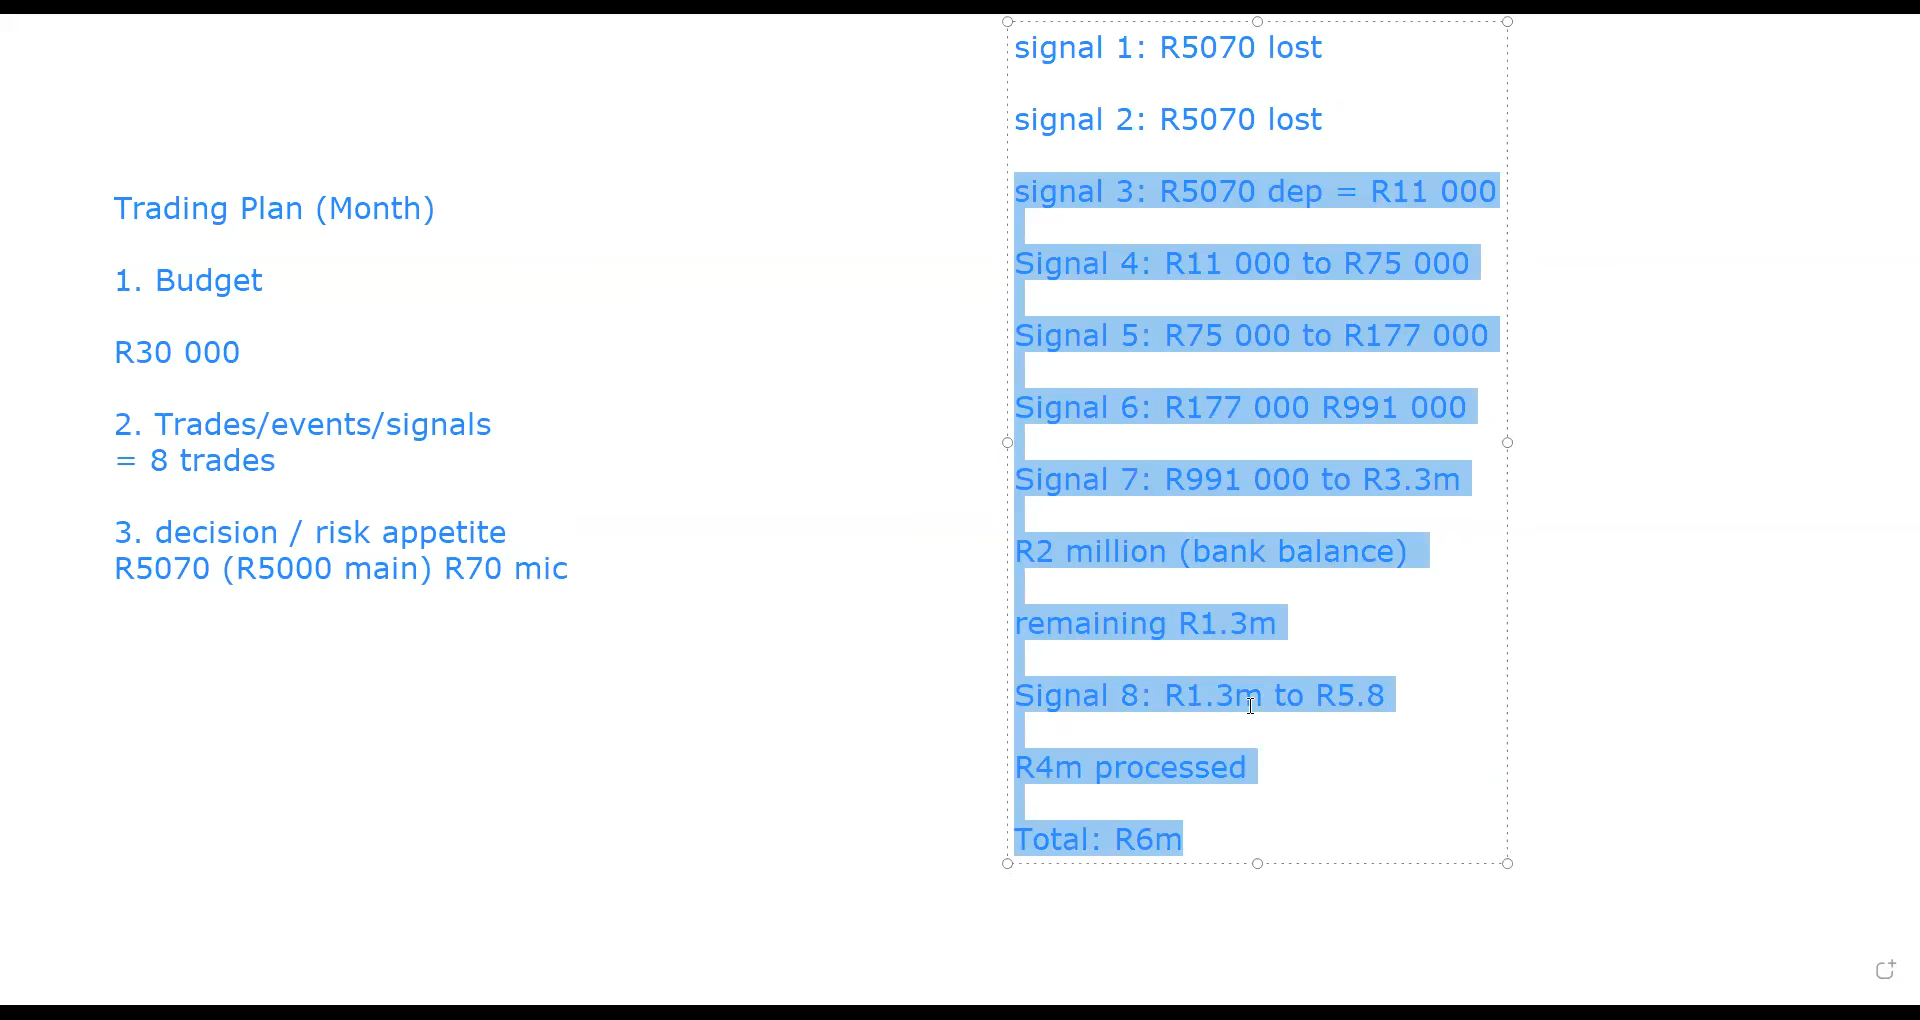 Trading Plan (Month)
1. Budget
R30 000
2. Trades/events/signals
= 8 trades
3. decision / risk appetite
R5070 (R5000 main) R70 mic
signal 1: R5070 lost
signal 2: R5070 lost
signal 3: R5070 dep = R11 000
Signal 4: R11 000 to R75 000
Signal 5: R75 000 to R177 000
Signal 6: R177 000 R991 000
Signal 7: R991 000 to R3.3m
R2 million (bank balance)
remaining R1.3m
Signal 8: R1.3m to R5.8
R4m processed
Total: R6m